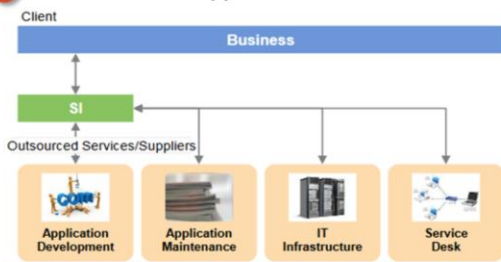 Client
Business
SI
Outsourced Services/Suppliers
Application
Development
Application
Maintenance
IT
Infrastructure
Service
Desk